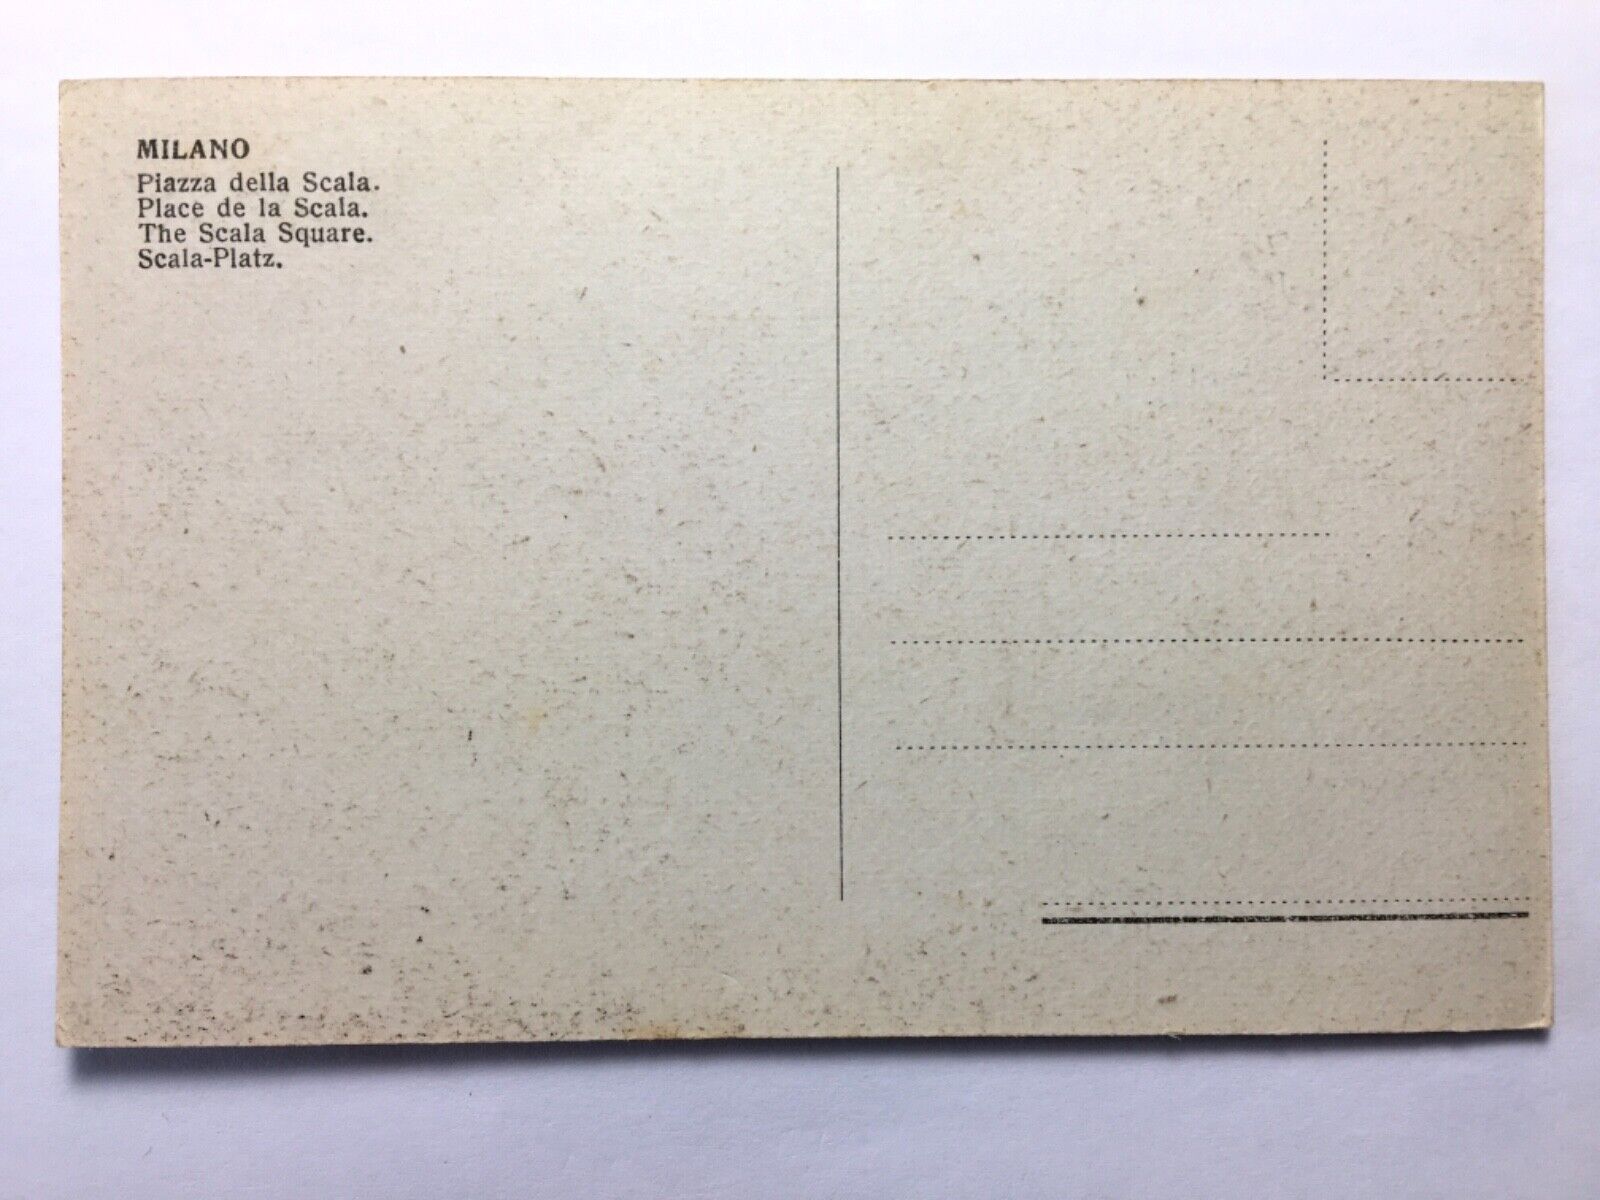 MILANO
Piazza della Scala.
Place de la Scala.
The Scala Square.
Scala-Platz.